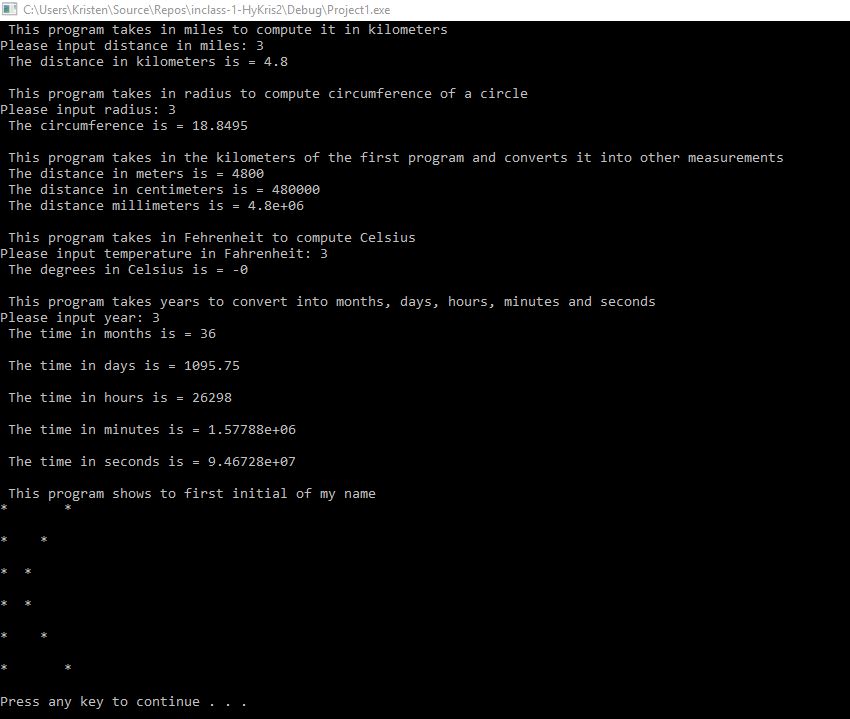 C:\Users\Kristen\Source\Repos\inclass-1-HyKris2\Debug\Project1.exe
 This program takes in miles to compute it in kilometers
Please input distance in miles: 3
 The distance in kilometers is = 4.8

 This program takes in radius to compute circumference of a circle
Please input radius: 3
 The circumference is = 18.8495

 This program takes in the kilometers of the first program and converts it into other measurements
 The distance in meters is = 4800
 The distance in centimeters is = 480000
 The distance millimeters is = 4.8e+06

 This program takes in Fehrenheit to compute Celsius
Please input temperature in Fahrenheit: 3
 The degrees in Celsius is = -0

 This program takes years to convert into months, days, hours, minutes and seconds
Please input year: 3
 The time in months is = 36

 The time in days is = 1095.75

 The time in hours is = 26298

 The time in minutes is = 1.57788e+06

 The time in seconds is = 9.46728e+07

 This program shows to first initial of my name
*       *

*    *

*  *

*  *

*    *

*       *

Press any key to continue . . .